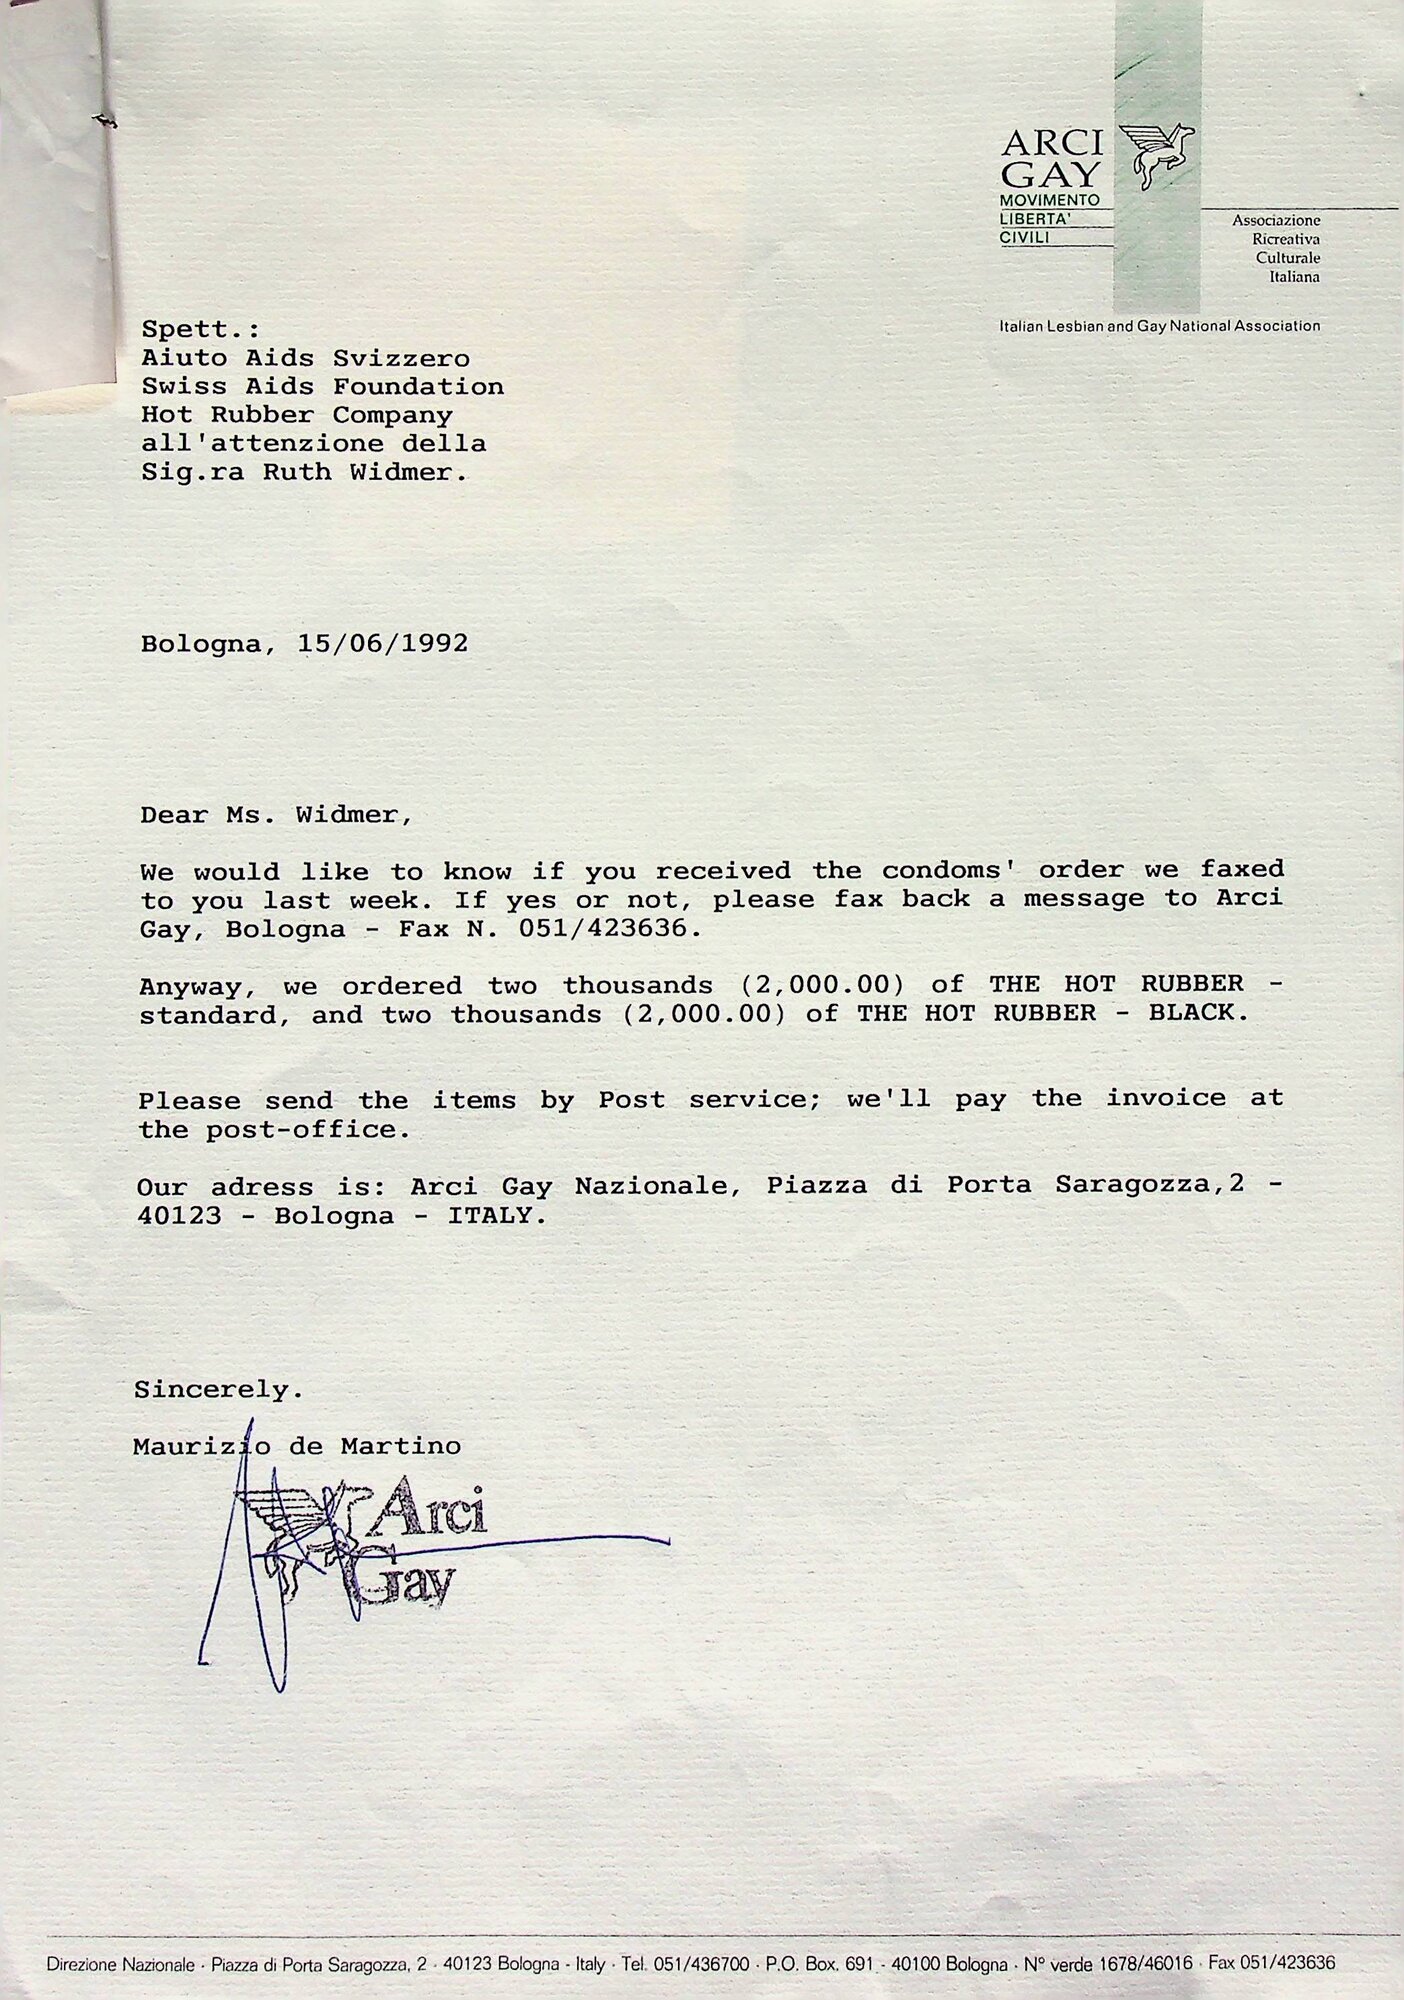 ARCI
GAY
MOVIMENTO
LIBERTA'
CIVILI
Associazione
Ricreativa
Culturale
Italiana
Italian Lesbian and Gay National Association
Spett.:
Aiuto Aids Svizzero
Swiss Aids Foundation
Hot Rubber Company
all'attenzione della
Sig.ra Ruth Widmer.
Bologna, 15/06/1992
Dear Ms. Widmer,
We would like to know if you received the condoms' order we faxed
to you last week. If yes or not, please fax back a message to Arci
Gay, Bologna - Fax N. 051/423636.
Anyway, we ordered two thousands (2,000.00) of THE HOT RUBBER -
standard, and two thousands (2,000.00) of THE HOT RUBBER - BLACK.
Please send the items by Post service; we'll pay the invoice at
the post-office.
Our adress is: Arci Gay Nazionale, Piazza di Porta Saragozza,2 -
40123 - Bologna - ITALY.
Sincerely.
Maurizio de Martino
Arci
Gay
Direzione Nazionale · Piazza di Porta Saragozza, 2 · 40123 Bologna - Italy · Tel. 051/436700 · P.O. Box. 691 - 40100 Bologna · N° verde 1678/46016 · Fax 051/423636